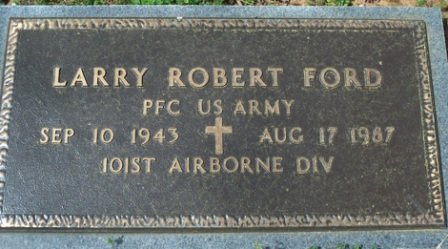 LARRY ROBERT FORD
PFC US ARMY
SEP 10 1943 AUG 17 1987
101ST AIRBORNE DIV